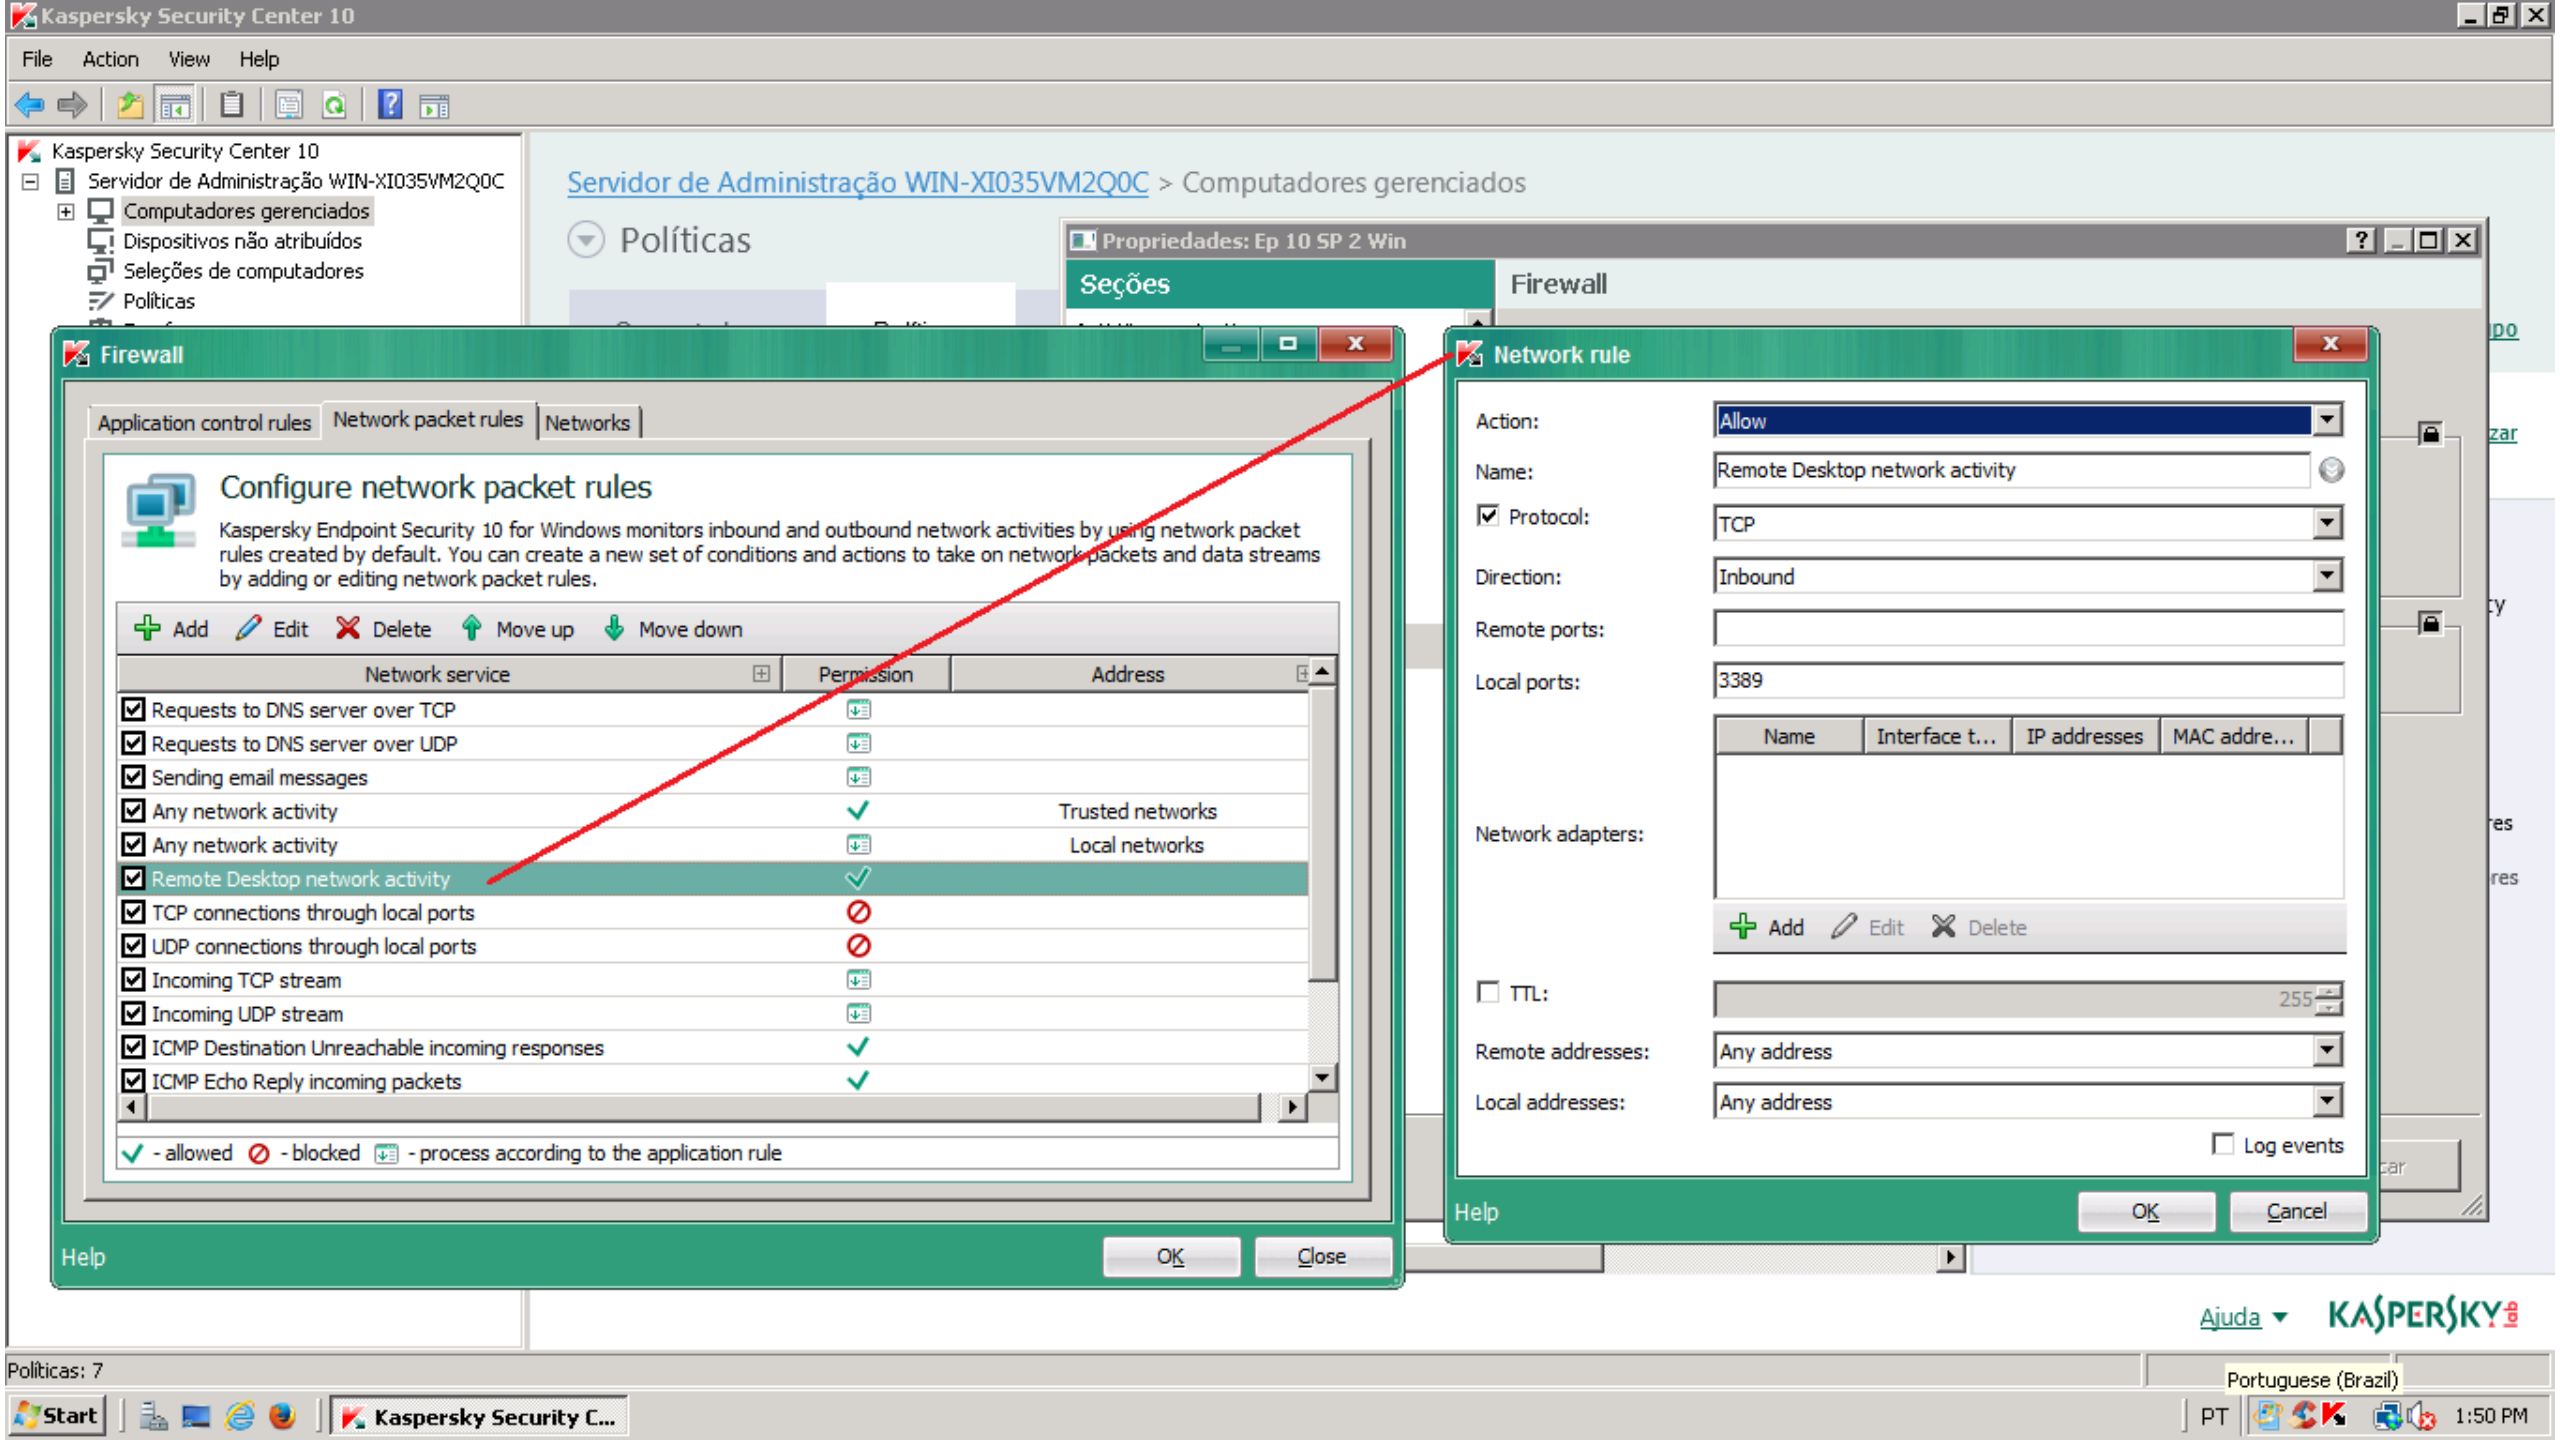 Kaspersky Security Center 10
File Action View Help
Kaspersky Security Center 10
Servidor de Administração WIN-XI035VM2Q0C
Computadores gerenciados
Dispositivos não atribuídos
Seleções de computadores
Políticas
Servidor de Administração WIN-XI035VM2Q0C > Computadores gerenciados
Políticas
Propriedades: Ep 10 SP 2 Win
Seções
Firewall
Firewall
Application control rules Network packet rules Networks
Configure network packet rules
Kaspersky Endpoint Security 10 for Windows monitors inbound and outbound network activities by using network packet
rules created by default. You can create a new set of conditions and actions to take on network packets and data streams
by adding or editing network packet rules.
Add Edit Delete Move up Move down
Network service Permission Address
Requests to DNS server over TCP
Requests to DNS server over UDP
Sending email messages
Any network activity Trusted networks
Any network activity Local networks
Remote Desktop network activity
TCP connections through local ports
UDP connections through local ports
Incoming TCP stream
Incoming UDP stream
ICMP Destination Unreachable incoming responses
ICMP Echo Reply incoming packets
- allowed - blocked - process according to the application rule
Help OK Close
Network rule
Action: Allow
Name: Remote Desktop network activity
Protocol: TCP
Direction: Inbound
Remote ports:
Local ports: 3389
Name Interface t... IP addresses MAC addre...
Network adapters:
Add Edit Delete
TTL: 255
Remote addresses: Any address
Local addresses: Any address
Log events
Help OK Cancel
po
zar
ty
res
res
car
Ajuda KASPERSKY lab
Políticas: 7
Portuguese (Brazil)
Start Kaspersky Security C... PT 1:50 PM